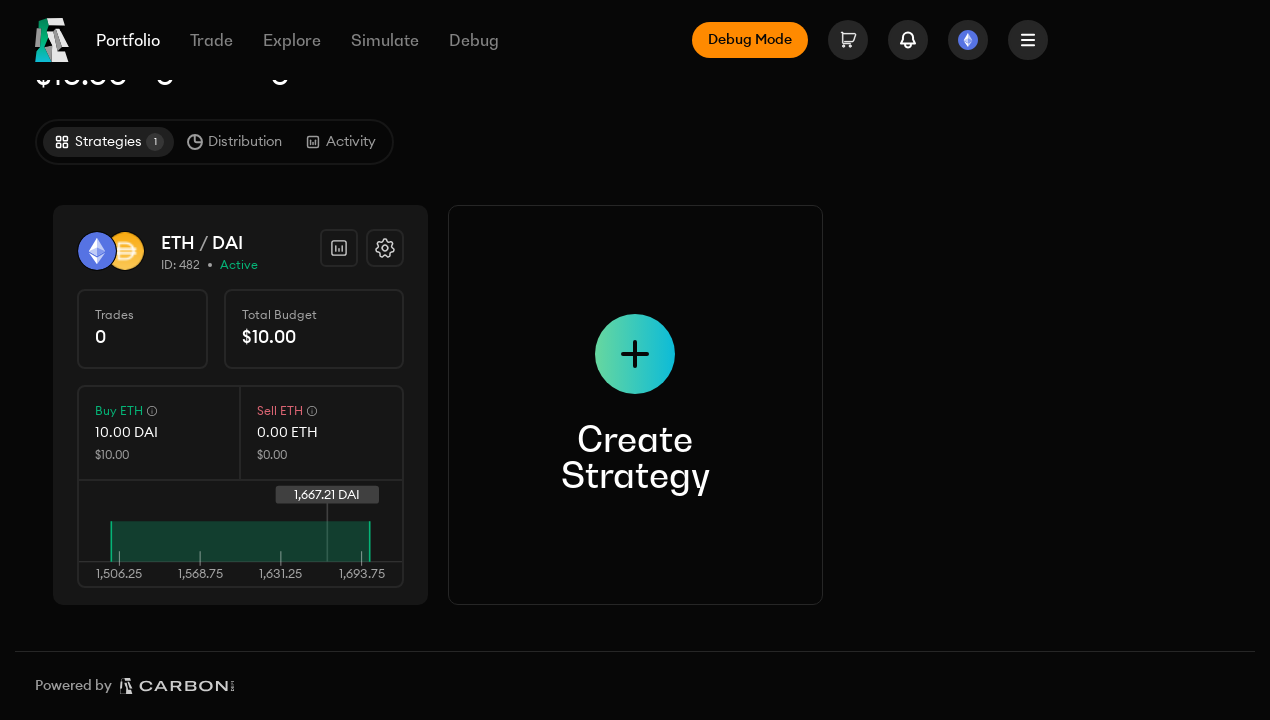 Portfolio Trade Explore Simulate Debug Debug Mode
Strategies 1 Distribution Activity
ETH / DAI
ID: 482 • Active
Trades Total Budget
0 $10.00
Buy ETH Sell ETH
10.00 DAI 0.00 ETH
$10.00 $0.00
1,667.21 DAI
1,506.25 1,568.75 1,631.25 1,693.75
Create
Strategy
Powered by CARBON